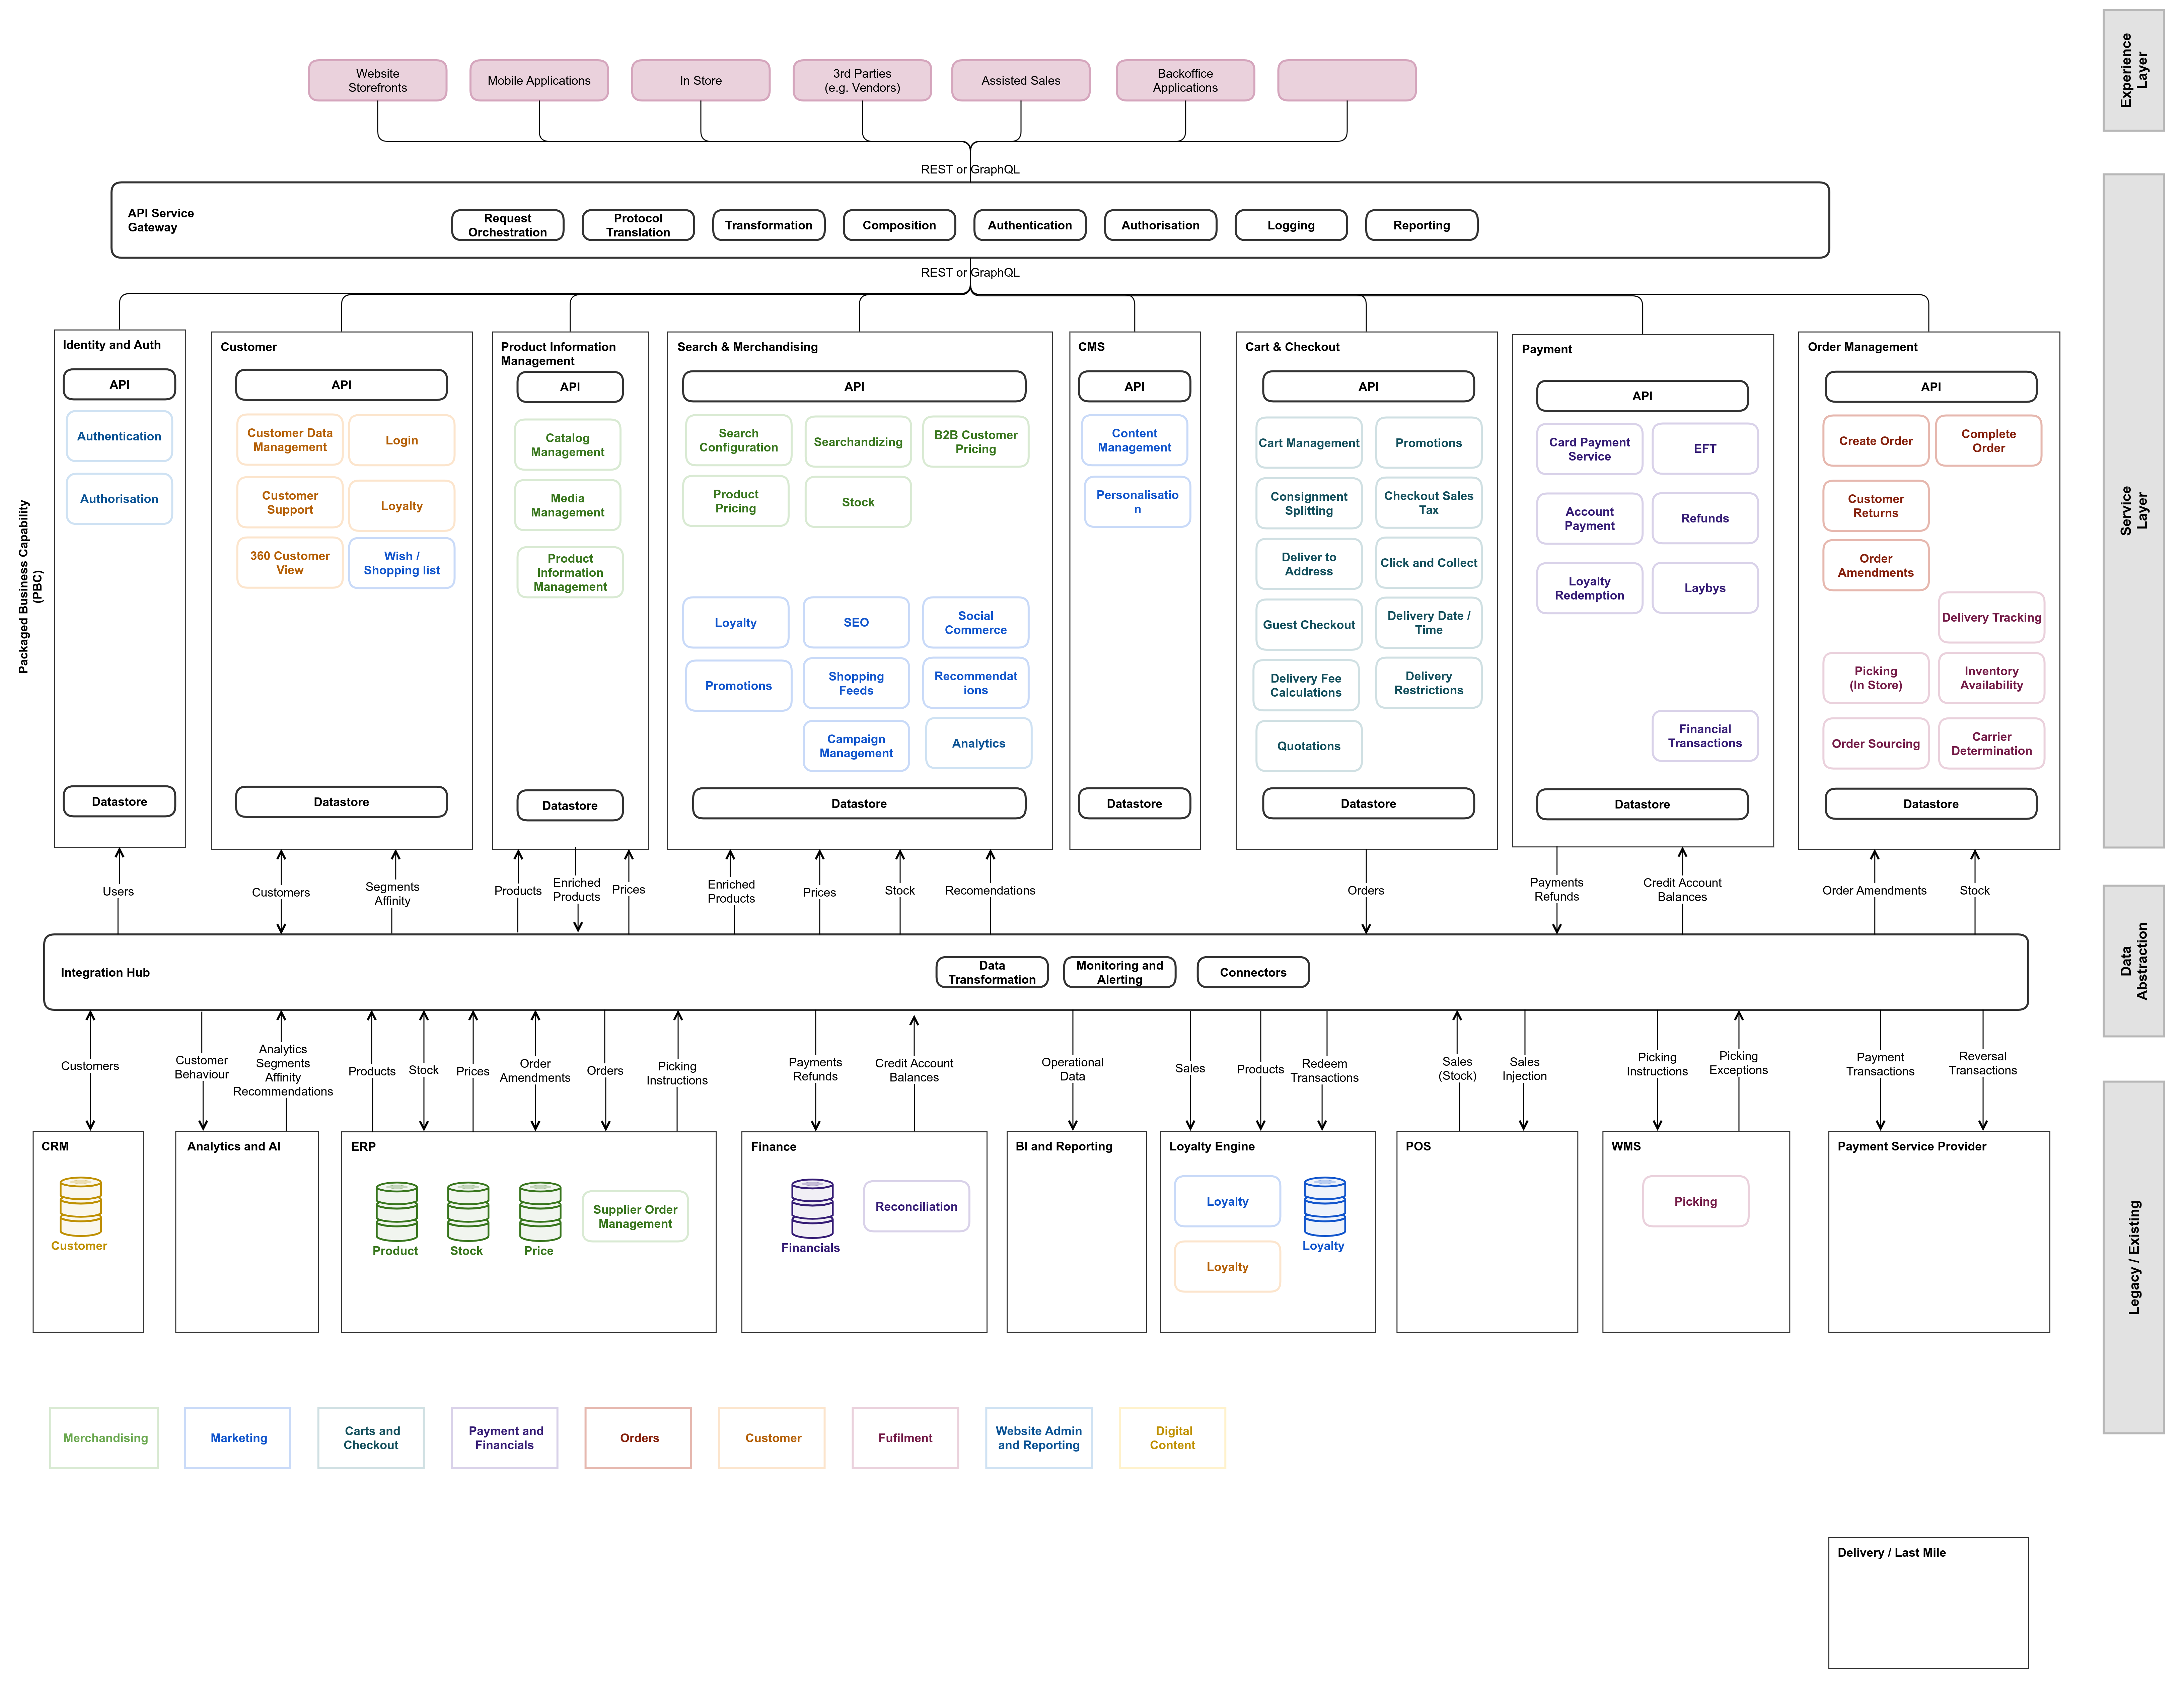 Experience
Layer
Website
Storefronts
Mobile Applications
In Store
3rd Parties
(e.g. Vendors)
Assisted Sales
Backoffice
Applications
REST or GraphQL
API Service
Gateway
Request
Orchestration
Protocol
Translation
Transformation
Composition
Authentication
Authorisation
Logging
Reporting
REST or GraphQL
Service
Layer
Packaged Business Capability
(PBC)
Identity and Auth
API
Authentication
Authorisation
Datastore
Customer
API
Customer Data
Management
Login
Customer
Support
Loyalty
360 Customer
View
Wish /
Shopping list
Datastore
Product Information
Management
API
Catalog
Management
Media
Management
Product
Information
Management
Datastore
Search & Merchandising
API
Search
Configuration
Searchandizing
B2B Customer
Pricing
Product
Pricing
Stock
Loyalty
SEO
Social
Commerce
Promotions
Shopping
Feeds
Recommendat
ions
Campaign
Management
Analytics
Datastore
CMS
API
Content
Management
Personalisatio
n
Datastore
Cart & Checkout
API
Cart Management
Promotions
Consignment
Splitting
Checkout Sales
Tax
Deliver to
Address
Click and Collect
Guest Checkout
Delivery Date /
Time
Delivery Fee
Calculations
Delivery
Restrictions
Quotations
Datastore
Payment
API
Card Payment
Service
EFT
Account
Payment
Refunds
Loyalty
Redemption
Laybys
Financial
Transactions
Datastore
Order Management
API
Create Order
Complete
Order
Customer
Returns
Order
Amendments
Delivery Tracking
Picking
(In Store)
Inventory
Availability
Order Sourcing
Carrier
Determination
Datastore
Users
Customers
Segments
Affinity
Products
Enriched
Products
Prices
Enriched
Products
Prices
Stock
Recomendations
Orders
Payments
Refunds
Credit Account
Balances
Order Amendments
Stock
Data
Abstraction
Integration Hub
Data
Transformation
Monitoring and
Alerting
Connectors
Customers
Customer
Behaviour
Analytics
Segments
Affinity
Recommendations
Products
Stock
Prices
Order
Amendments
Orders
Picking
Instructions
Payments
Refunds
Credit Account
Balances
Operational
Data
Sales
Products
Redeem
Transactions
Sales
(Stock)
Sales
Injection
Picking
Instructions
Picking
Exceptions
Payment
Transactions
Reversal
Transactions
Legacy / Existing
CRM
Customer
Analytics and AI
ERP
Product
Stock
Price
Supplier Order
Management
Finance
Financials
Reconciliation
BI and Reporting
Loyalty Engine
Loyalty
Loyalty
Loyalty
POS
WMS
Picking
Payment Service Provider
Merchandising
Marketing
Carts and
Checkout
Payment and
Financials
Orders
Customer
Fufilment
Website Admin
and Reporting
Digital
Content
Delivery / Last Mile